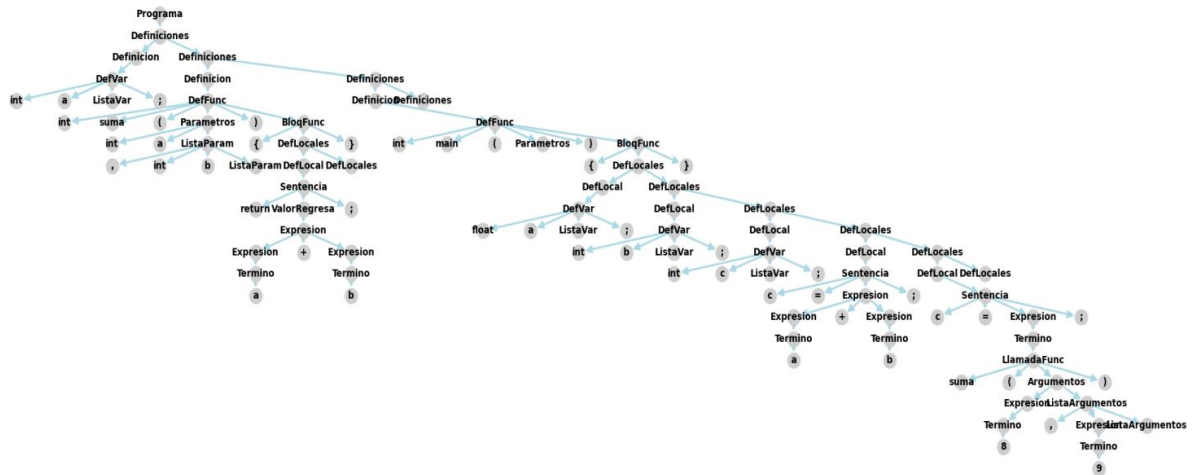 Programa
Definiciones
Definicion Definiciones
DefVar Definicion Definiciones
int a ListaVar ; DefFunc Definicion Definiciones
int suma ( Parametros ) BloqFunc DefFunc
int a ListaParam { DefLocales } int main ( Parametros ) BloqFunc
, int b ListaParam DefLocal DefLocales { DefLocales }
Sentencia DefLocal DefLocales
return ValorRegresa ; DefVar DefLocal DefLocales
Expresion float a ListaVar ; DefVar DefLocal DefLocales
Expresion + Expresion int b ListaVar ; DefVar DefLocal DefLocales
Termino Termino int c ListaVar ; Sentencia DefLocal DefLocales
a b c = Expresion ; Sentencia
Expresion + Expresion c = Expresion ;
Termino Termino Termino
a b LlamadaFunc
suma ( Argumentos )
Expresion ListaArgumentos
Termino , Expresion ListaArgumentos
8 Termino
9